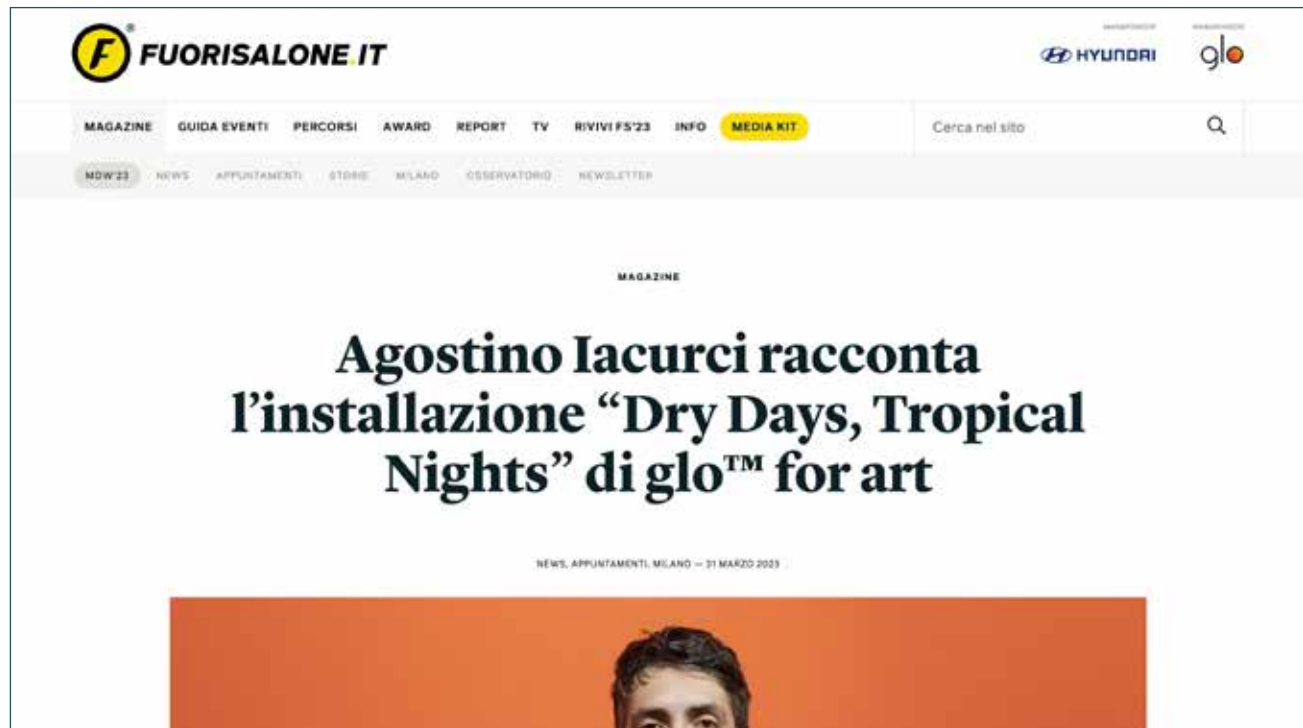 FUORISALONE.IT
HYUNDAI
glo
MAGAZINE GUIDA EVENTI PERCORSI AWARD REPORT TV RIVIVI FS'23 INFO MEDIA KIT
Cerca nel sito
MDW'23 NEWS APPUNTAMENTI STORIE MILANO OSSERVATORIO NEWSLETTER
MAGAZINE
Agostino Iacurci racconta
l’installazione “Dry Days, Tropical
Nights” di glo™ for art
NEWS, APPUNTAMENTI, MILANO — 31 MARZO 2023